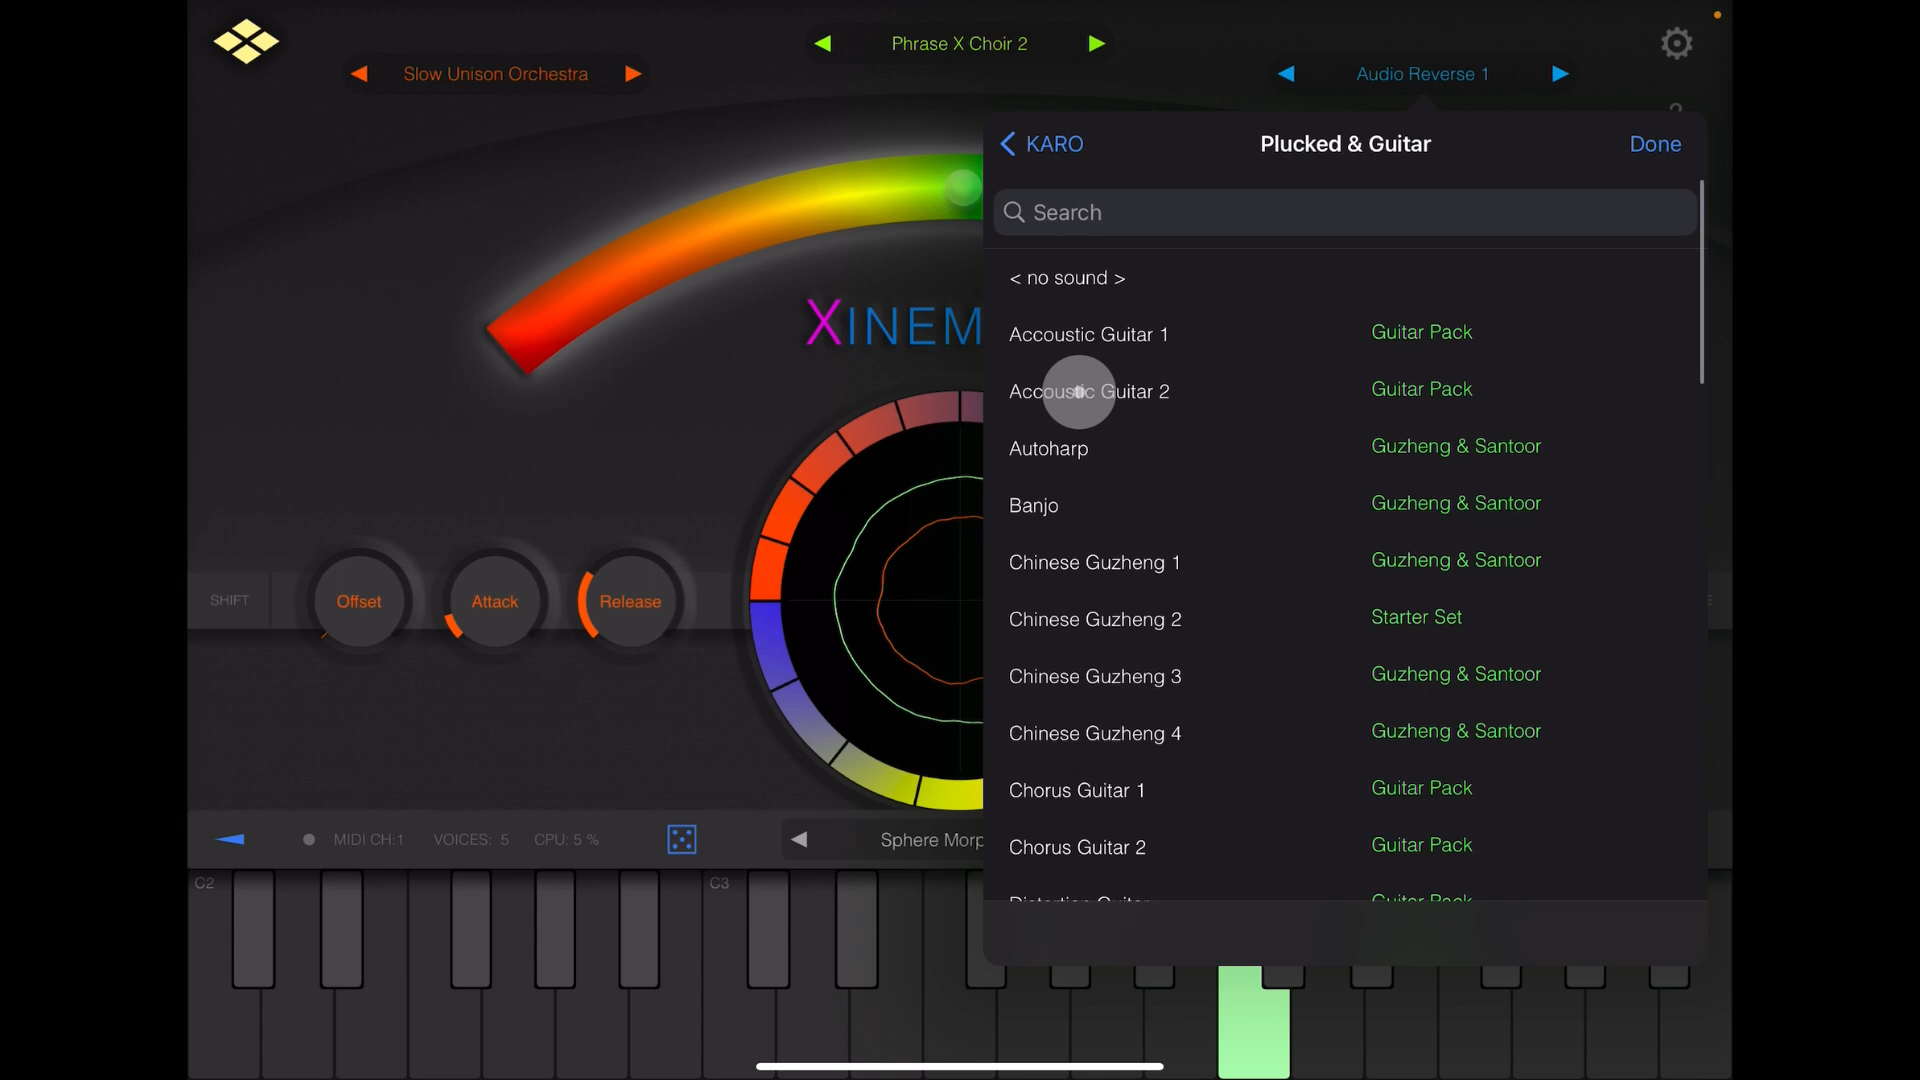 Phrase X Choir 2
Slow Unison Orchestra
Audio Reverse 1
KARO
Plucked & Guitar
Done
Search
< no sound >
Accoustic Guitar 1 Guitar Pack
Accoustic Guitar 2 Guitar Pack
Autoharp Guzheng & Santoor
Banjo Guzheng & Santoor
Chinese Guzheng 1 Guzheng & Santoor
Chinese Guzheng 2 Starter Set
Chinese Guzheng 3 Guzheng & Santoor
Chinese Guzheng 4 Guzheng & Santoor
Chorus Guitar 1 Guitar Pack
Chorus Guitar 2 Guitar Pack
Distortion Guitar Guitar Pack
XINEM
SHIFT
Offset
Attack
Release
MIDI CH:1
VOICES: 5
CPU: 5 %
Sphere Morp
C2
C3